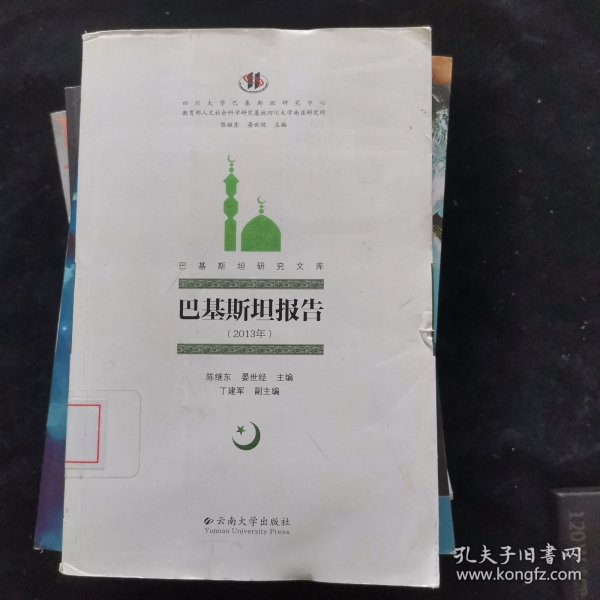 四川大学巴基斯坦研究中心
教育部人文社会科学研究基地四川大学南亚研究所
陈继东 晏世经 主编
巴基斯坦研究文库
巴基斯坦报告
（2013年）
陈继东 晏世经 主编
丁建军 副主编
云南大学出版社
Yunnan University Press
120
孔夫子旧书网
www.kongfz.com